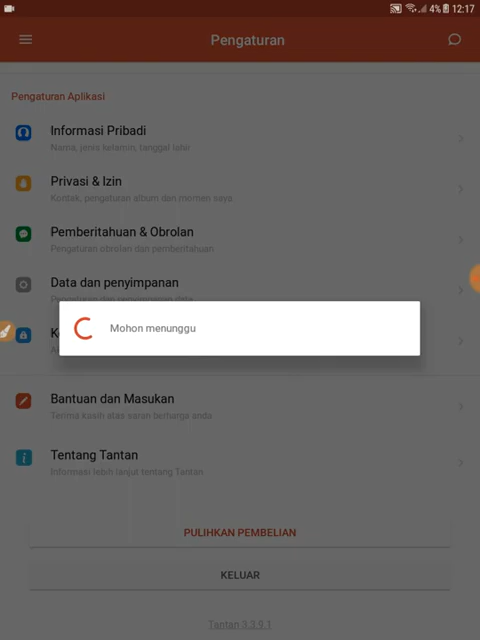 4% 12:17
Pengaturan
Pengaturan Aplikasi
Informasi Pribadi
Nama, jenis kelamin, tanggal lahir
Privasi & Izin
Kontek, pengaturan album dan momen saya
Pemberitahuan & Obrolan
Pengaturan obrolan dan pemberitahuan
Data dan penyimpanan
Pengaturan dan penyimpanan data
Mohon menunggu
Bantuan dan Masukan
Terima kasih atas saran berharga anda
Tentang Tantan
Informasi lebih lanjut tentang Tantan
PULIHKAN PEMBELIAN
KELUAR
Tantan 3.3.9.1